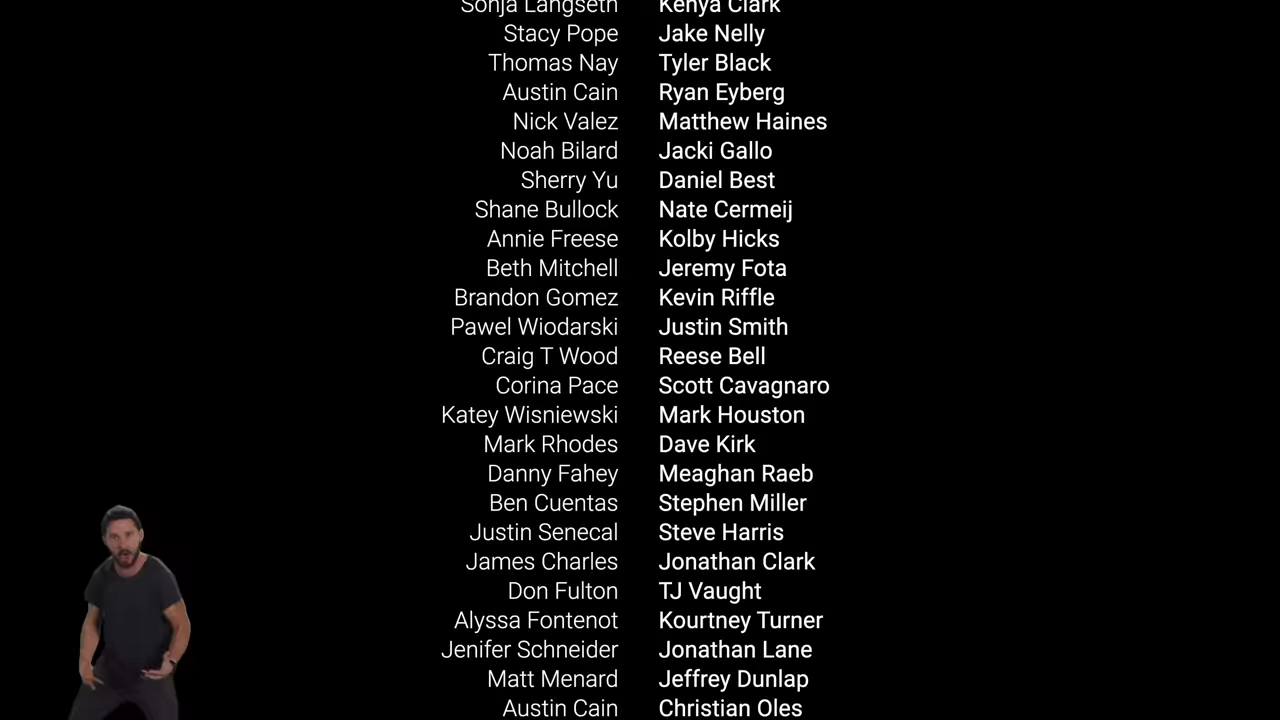 Sonja Langseth Kenya Clark
Stacy Pope Jake Nelly
Thomas Nay Tyler Black
Austin Cain Ryan Eyberg
Nick Valez Matthew Haines
Noah Bilard Jacki Gallo
Sherry Yu Daniel Best
Shane Bullock Nate Cermeij
Annie Freese Kolby Hicks
Beth Mitchell Jeremy Fota
Brandon Gomez Kevin Riffle
Pawel Wiodarski Justin Smith
Craig T Wood Reese Bell
Corina Pace Scott Cavagnaro
Katey Wisniewski Mark Houston
Mark Rhodes Dave Kirk
Danny Fahey Meaghan Raeb
Ben Cuentas Stephen Miller
Justin Senecal Steve Harris
James Charles Jonathan Clark
Don Fulton TJ Vaught
Alyssa Fontenot Kourtney Turner
Jenifer Schneider Jonathan Lane
Matt Menard Jeffrey Dunlap
Austin Cain Christian Oles